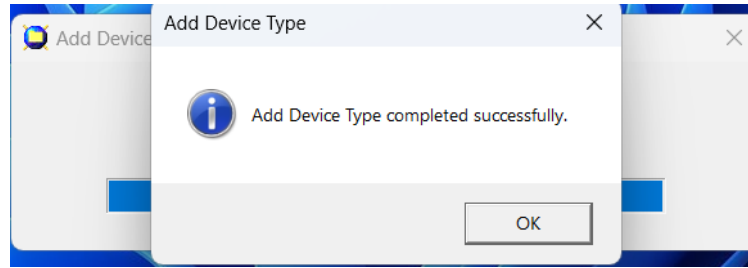 Add Device Type
Add Device
Add Device Type completed successfully.
OK